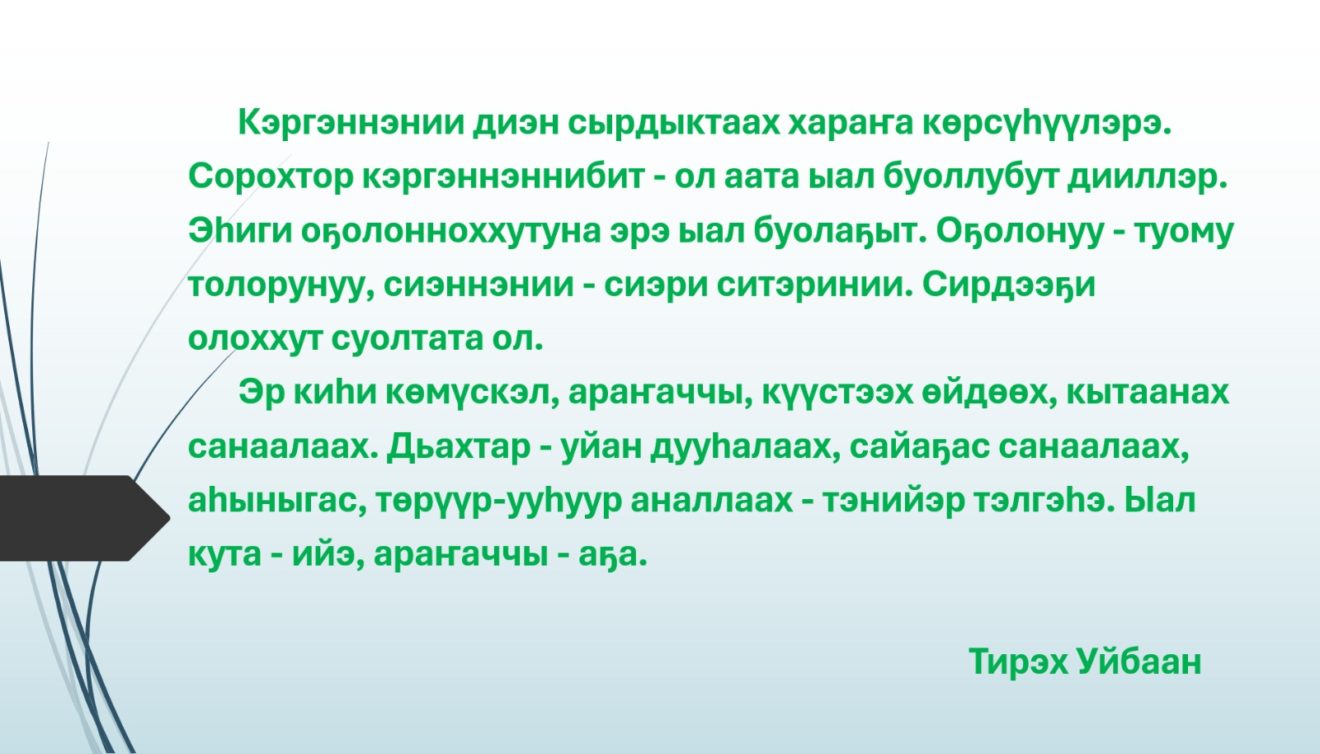 Кэргэннэнии диэн сырдыктаах хараҥа көрсүһүүлэрэ.
Сорохтор кэргэннэннибит - ол аата ыал буоллубут дииллэр.
Эһиги оҕолонноххутуна эрэ ыал буолаҕыт. Оҕолонуу - туому
толорунуу, сиэннэнии - сиэри ситэринии. Сирдээҕи
олоххут суолтата ол.
Эр киһи көмүскэл, араҥаччы, күүстээх өйдөөх, кытаанах
санаалаах. Дьахтар - уйан дууһалаах, сайаҕас санаалаах,
аһыныгас, төрүүр-ууһуур аналлаах - тэнийэр тэлгэһэ. Ыал
кута - ийэ, араҥаччы - аҕа.
Тирэх Уйбаан